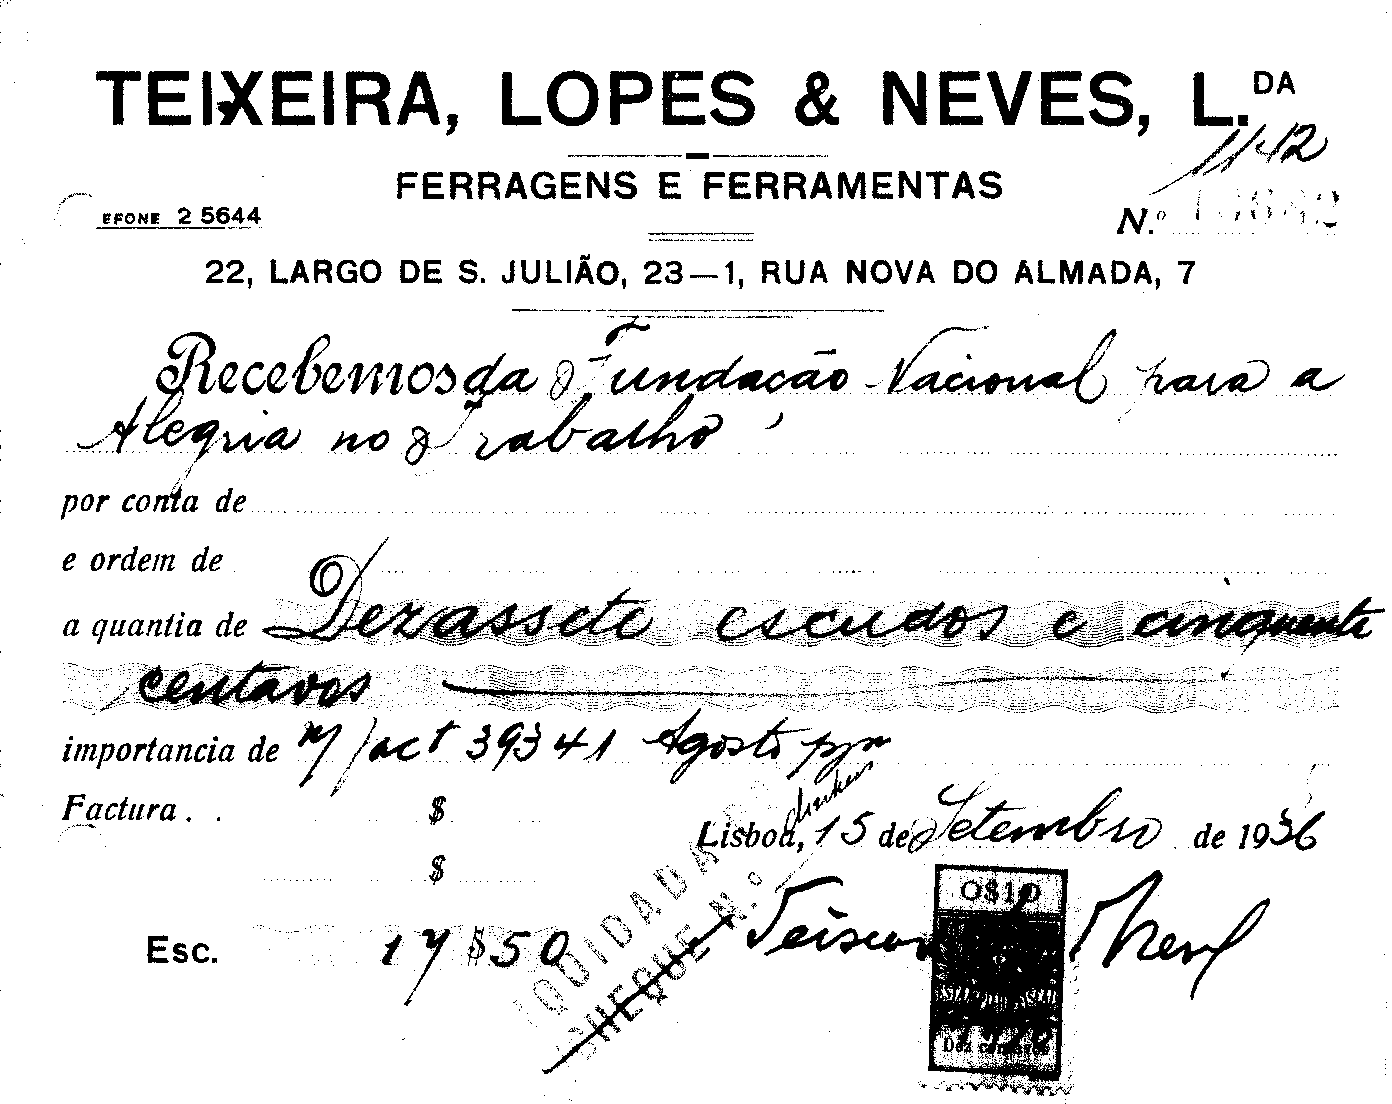 TEIXEIRA, LOPES & NEVES, L.DA
1142
FERRAGENS E FERRAMENTAS
EFONE 2 5644
N.º
22, LARGO DE S. JULIÃO, 23—1, RUA NOVA DO ALMADA, 7
Recebemos da Fundação Nacional para a
Alegria no Trabalho
por conta de
e ordem de
a quantia de Dezassete escudos e cinquenta
centavos
importancia de n/fact 39341 Agosto
Factura . . $
Lisboa, 15 de Setembro de 1936
$
QUIDADA
CHEQUE N.º
0$10
Esc. 17 $ 50